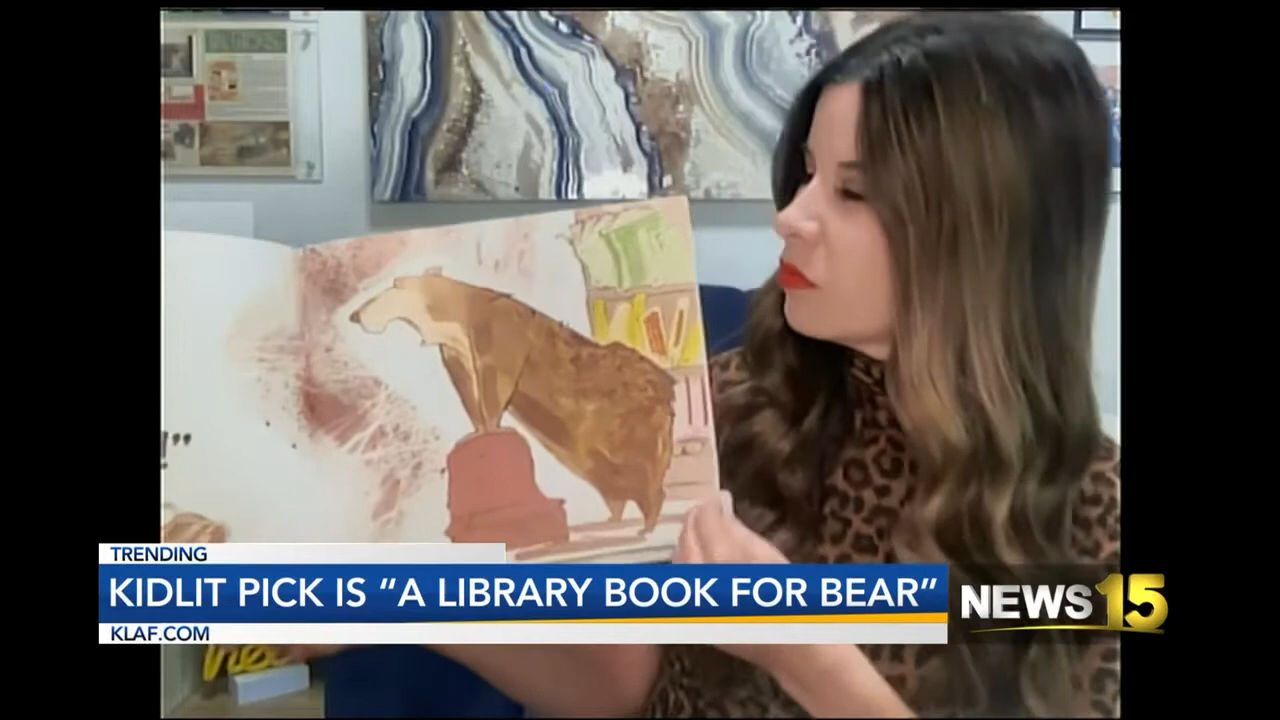 !"
TRENDING
KIDLIT PICK IS “A LIBRARY BOOK FOR BEAR”
NEWS 15
KLAF.COM